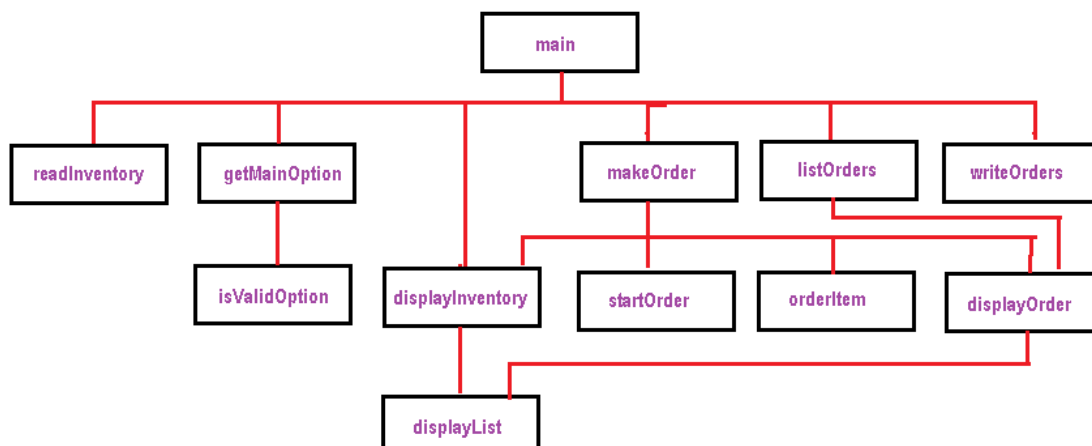 main
readInventory
getMainOption
makeOrder
listOrders
writeOrders
isValidOption
displayInventory
startOrder
orderItem
displayOrder
displayList